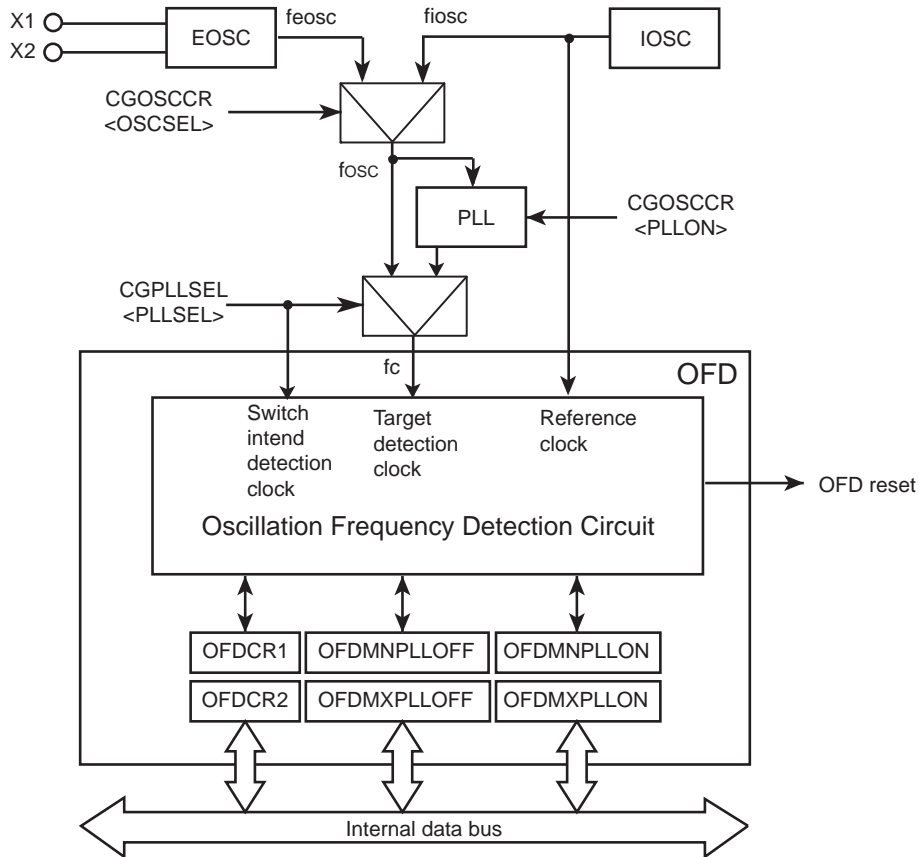 X1
X2
EOSC
feosc
fiosc
IOSC
CGOSCCR
<OSCSEL>
fosc
PLL
CGOSCCR
<PLLON>
CGPLLSEL
<PLLSEL>
fc
OFD
Switch
intend
detection
clock
Target
detection
clock
Reference
clock
OFD reset
Oscillation Frequency Detection Circuit
OFDCR1
OFDMNPLLOFF
OFDMNPLLON
OFDCR2
OFDMXPLLOFF
OFDMXPLLON
Internal data bus